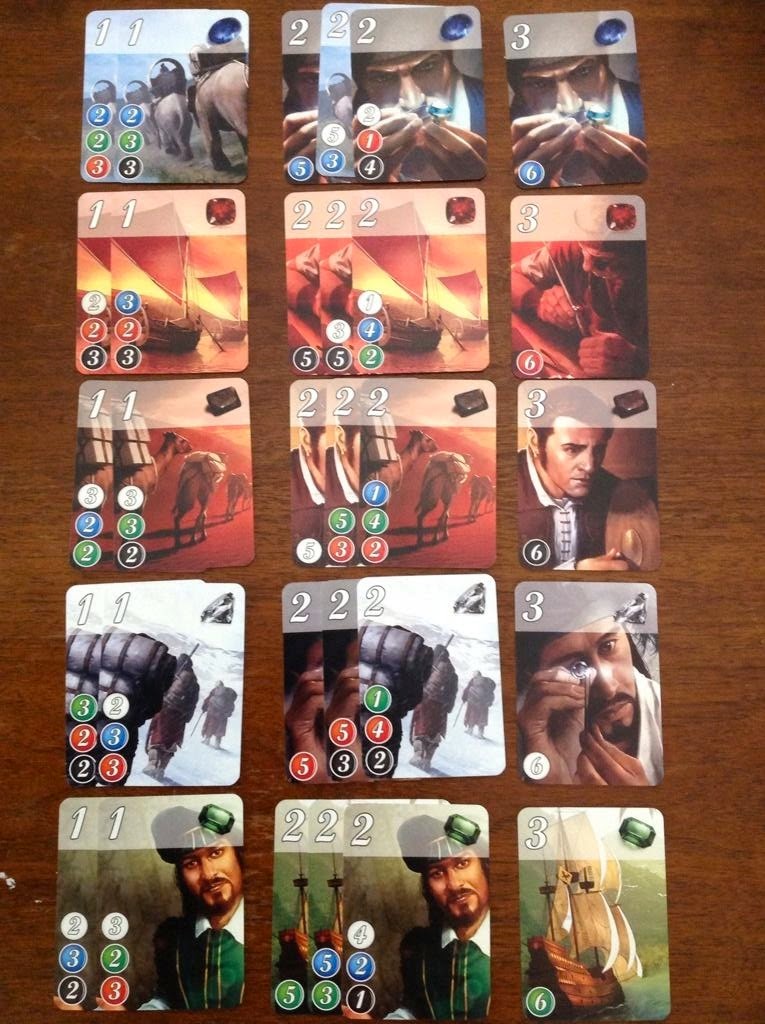 1 1 2 2 2 3
2 2 5 5 3 2 1 4 6
2 3
3 3
1 1 2 2 2 3
2 3 1
2 2 3 4
3 3 5 5 2 6
1 1 2 2 2 3
3 3 1
2 3 5 4
2 2 5 3 2 6
1 1 2 2 2 3
3 2 1
2 3 5 4
2 3 5 3 2 6
1 1 2 2 2 3
2 3 4
3 2 5 2
2 3 5 3 1 6